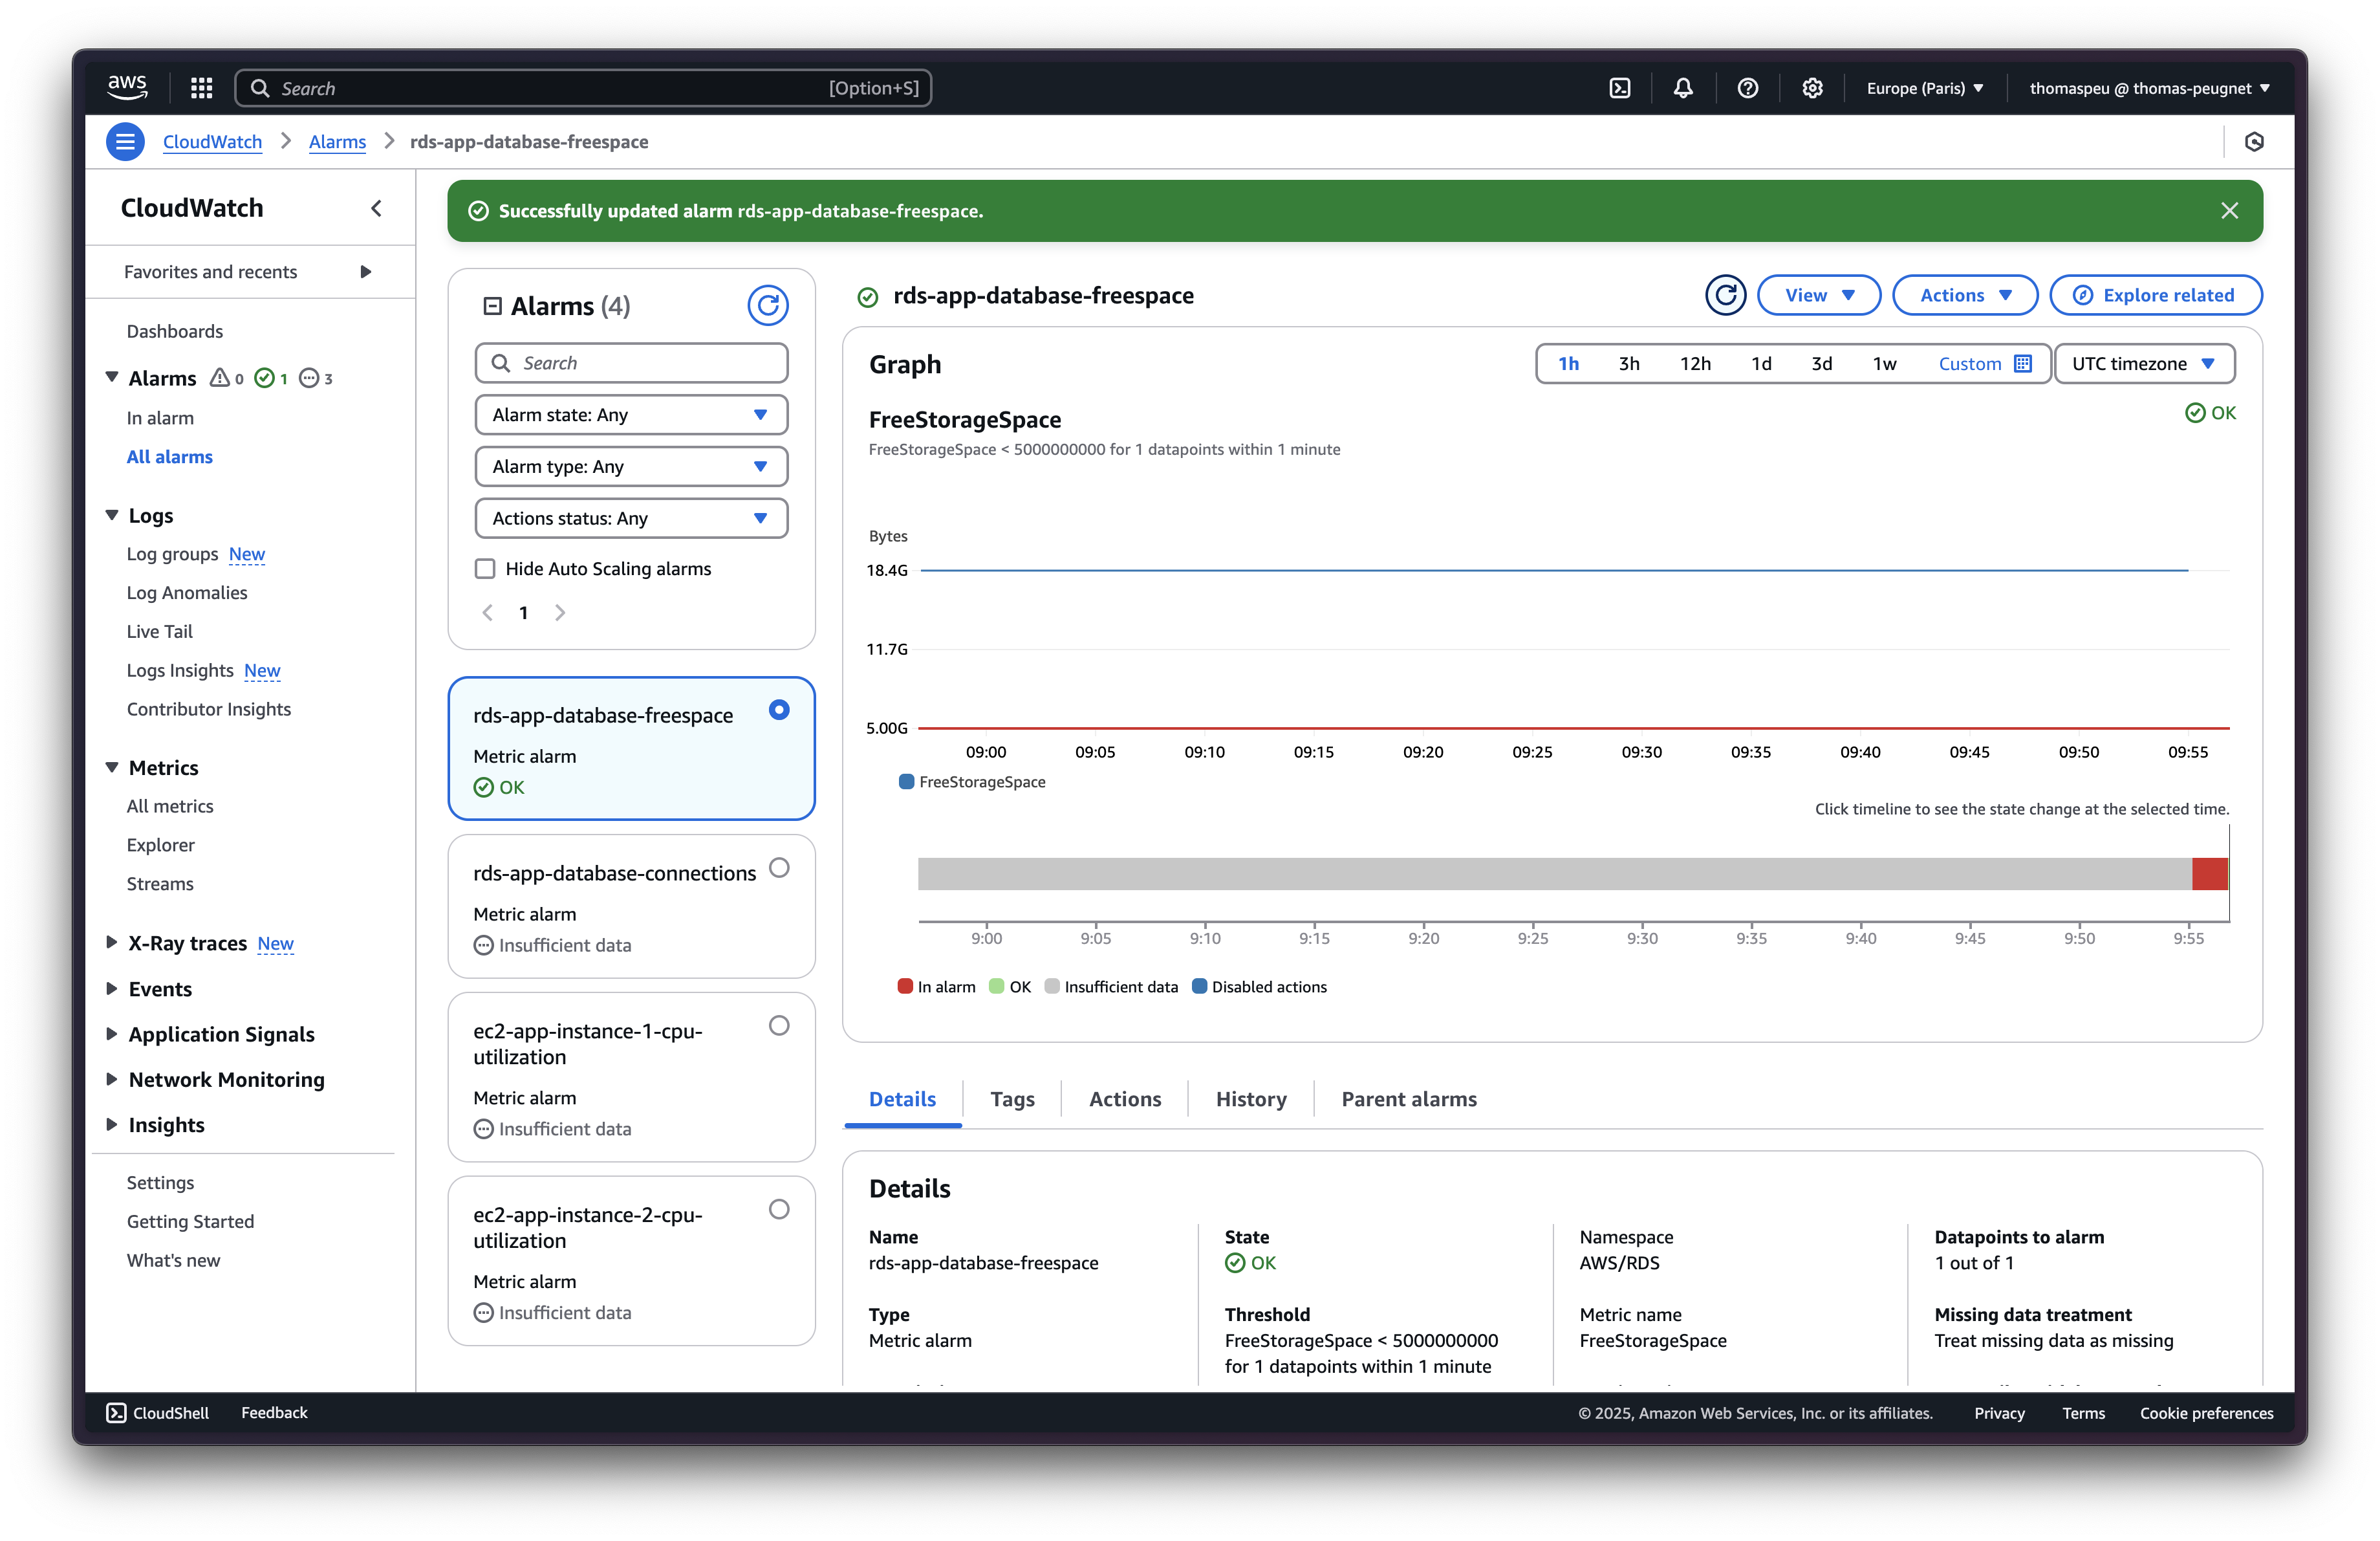 aws
Search [Option+S]
Europe (Paris)
thomaspeu @ thomas-peugnet
CloudWatch
Alarms
rds-app-database-freespace
CloudWatch
Favorites and recents
Dashboards
Alarms 0 1 3
In alarm
All alarms
Logs
Log groups New
Log Anomalies
Live Tail
Logs Insights New
Contributor Insights
Metrics
All metrics
Explorer
Streams
X-Ray traces New
Events
Application Signals
Network Monitoring
Insights
Settings
Getting Started
What's new
Successfully updated alarm rds-app-database-freespace.
Alarms (4)
Search
Alarm state: Any
Alarm type: Any
Actions status: Any
Hide Auto Scaling alarms
1
rds-app-database-freespace
Metric alarm
OK
rds-app-database-connections
Metric alarm
Insufficient data
ec2-app-instance-1-cpu-
utilization
Metric alarm
Insufficient data
ec2-app-instance-2-cpu-
utilization
Metric alarm
Insufficient data
rds-app-database-freespace
View
Actions
Explore related
Graph
1h 3h 12h 1d 3d 1w Custom
UTC timezone
FreeStorageSpace
OK
FreeStorageSpace < 5000000000 for 1 datapoints within 1 minute
Bytes
18.4G
11.7G
5.00G
09:00 09:05 09:10 09:15 09:20 09:25 09:30 09:35 09:40 09:45 09:50 09:55
FreeStorageSpace
Click timeline to see the state change at the selected time.
9:00 9:05 9:10 9:15 9:20 9:25 9:30 9:35 9:40 9:45 9:50 9:55
In alarm OK Insufficient data Disabled actions
Details Tags Actions History Parent alarms
Details
Name
rds-app-database-freespace
Type
Metric alarm
State
OK
Threshold
FreeStorageSpace < 5000000000
for 1 datapoints within 1 minute
Namespace
AWS/RDS
Metric name
FreeStorageSpace
Datapoints to alarm
1 out of 1
Missing data treatment
Treat missing data as missing
CloudShell
Feedback
© 2025, Amazon Web Services, Inc. or its affiliates.
Privacy
Terms
Cookie preferences